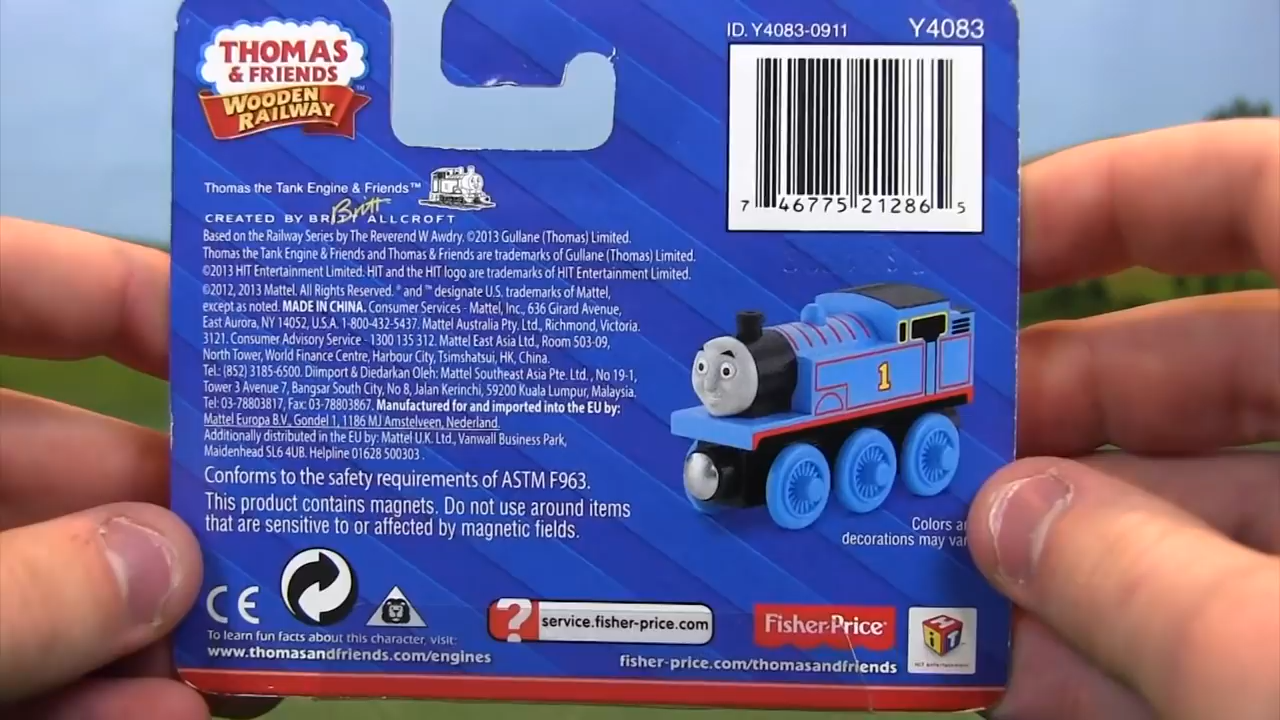 THOMAS
& FRIENDS
WOODEN
RAILWAY™
ID. Y4083-0911 Y4083
7 46775 21286 5
Thomas the Tank Engine & Friends™
CREATED BY BRITT ALLCROFT
Britt
Based on the Railway Series by The Reverend W Awdry. ©2013 Gullane (Thomas) Limited.
Thomas the Tank Engine & Friends and Thomas & Friends are trademarks of Gullane (Thomas) Limited.
©2013 HIT Entertainment Limited. HIT and the HIT logo are trademarks of HIT Entertainment Limited.
©2012, 2013 Mattel. All Rights Reserved. ® and ™ designate U.S. trademarks of Mattel,
except as noted. MADE IN CHINA. Consumer Services - Mattel, Inc., 636 Girard Avenue,
East Aurora, NY 14052, U.S.A. 1-800-432-5437. Mattel Australia Pty. Ltd., Richmond, Victoria.
3121. Consumer Advisory Service - 1300 135 312. Mattel East Asia Ltd., Room 503-09,
North Tower, World Finance Centre, Harbour City, Tsimshatsui, HK, China.
Tel.: (852) 3185-6500. Diimport & Diedarkan Oleh: Mattel Southeast Asia Pte. Ltd., No 19-1,
Tower 3 Avenue 7, Bangsar South City, No 8, Jalan Kerinchi, 59200 Kuala Lumpur, Malaysia.
Tel: 03-78803817, Fax: 03-78803867. Manufactured for and imported into the EU by:
Mattel Europa B.V., Gondel 1, 1186 MJ Amstelveen, Nederland.
Additionally distributed in the EU by: Mattel U.K. Ltd., Vanwall Business Park,
Maidenhead SL6 4UB. Helpline 01628 500303.
Conforms to the safety requirements of ASTM F963.
This product contains magnets. Do not use around items
that are sensitive to or affected by magnetic fields.
1
Colors
decorations may
CE
To learn fun facts about this character, visit:
www.thomasandfriends.com/engines
? service.fisher-price.com
Fisher-Price®
fisher-price.com/thomasandfriends
HIT
HIT entertainment